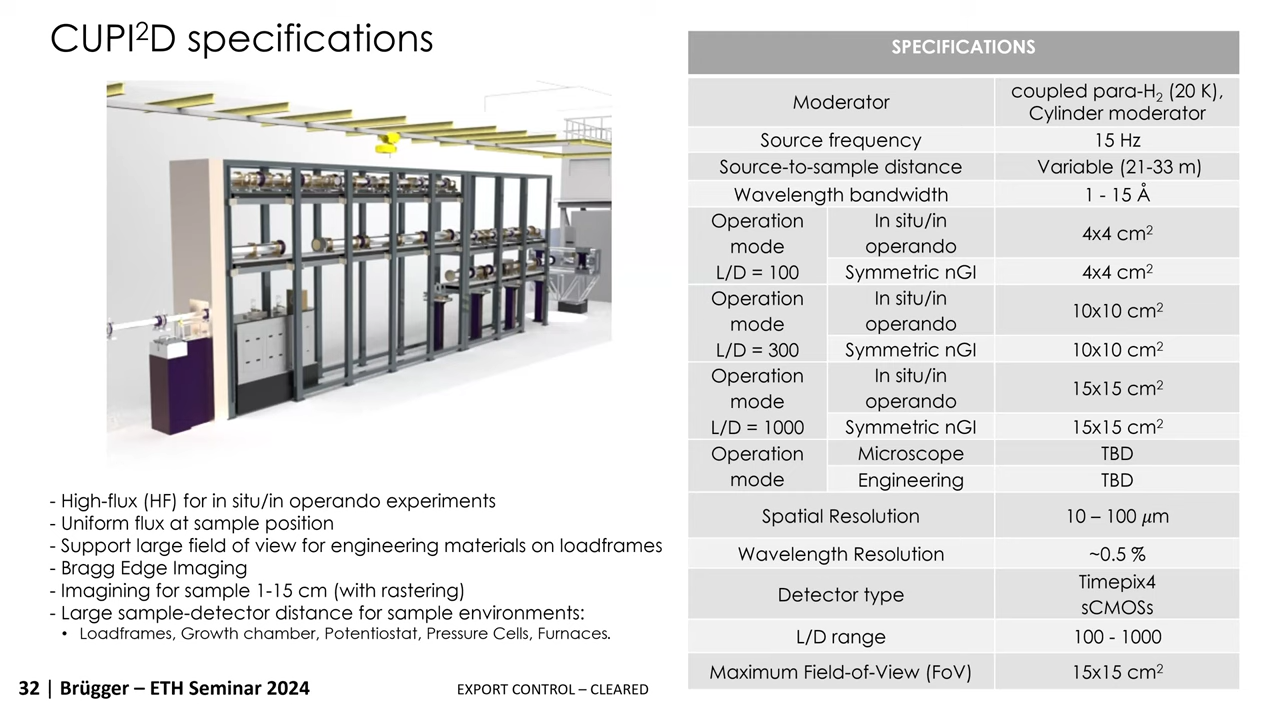 CUPI²D specifications
- High-flux (HF) for in situ/in operando experiments
- Uniform flux at sample position
- Support large field of view for engineering materials on loadframes
- Bragg Edge Imaging
- Imagining for sample 1-15 cm (with rastering)
- Large sample-detector distance for sample environments:
• Loadframes, Growth chamber, Potentiostat, Pressure Cells, Furnaces.
SPECIFICATIONS
Moderator
coupled para-H₂ (20 K),
Cylinder moderator
Source frequency
15 Hz
Source-to-sample distance
Variable (21-33 m)
Wavelength bandwidth
1 - 15 Å
Operation
mode
L/D = 100
In situ/in
operando
4x4 cm²
Symmetric nGI
4x4 cm²
Operation
mode
L/D = 300
In situ/in
operando
10x10 cm²
Symmetric nGI
10x10 cm²
Operation
mode
L/D = 1000
In situ/in
operando
15x15 cm²
Symmetric nGI
15x15 cm²
Operation
mode
Microscope
TBD
Engineering
TBD
Spatial Resolution
10 – 100 𝜇m
Wavelength Resolution
~0.5 %
Detector type
Timepix4
sCMOSs
L/D range
100 - 1000
Maximum Field-of-View (FoV)
15x15 cm²
32 | Brügger – ETH Seminar 2024
EXPORT CONTROL – CLEARED